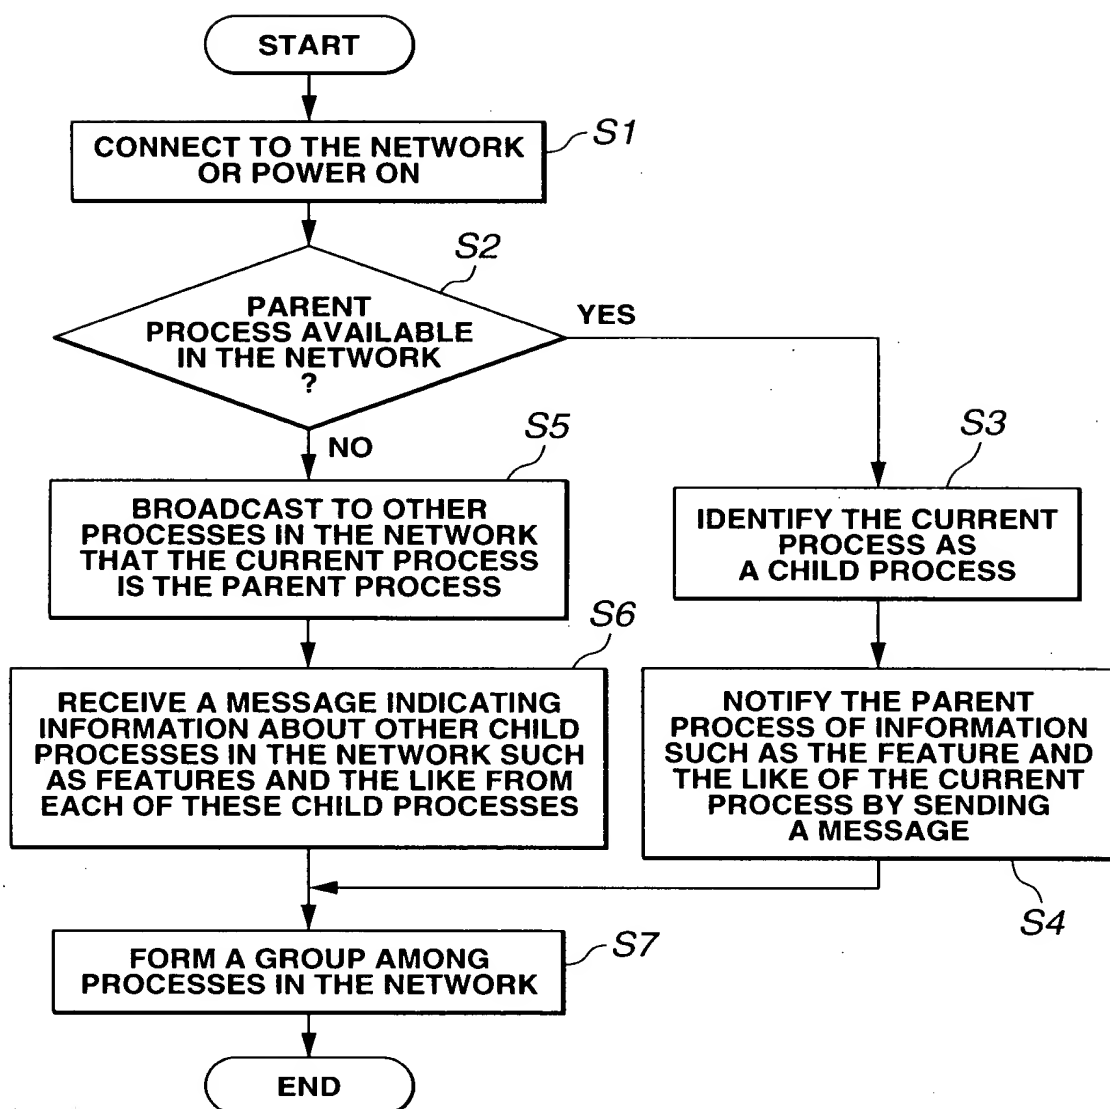 START
S1
CONNECT TO THE NETWORK
OR POWER ON
S2
PARENT
PROCESS AVAILABLE
IN THE NETWORK
?
YES
NO
S5
BROADCAST TO OTHER
PROCESSES IN THE NETWORK
THAT THE CURRENT PROCESS
IS THE PARENT PROCESS
S3
IDENTIFY THE CURRENT
PROCESS AS
A CHILD PROCESS
S6
RECEIVE A MESSAGE INDICATING
INFORMATION ABOUT OTHER CHILD
PROCESSES IN THE NETWORK SUCH
AS FEATURES AND THE LIKE FROM
EACH OF THESE CHILD PROCESSES
NOTIFY THE PARENT
PROCESS OF INFORMATION
SUCH AS THE FEATURE AND
THE LIKE OF THE CURRENT
PROCESS BY SENDING
A MESSAGE
S4
S7
FORM A GROUP AMONG
PROCESSES IN THE NETWORK
END